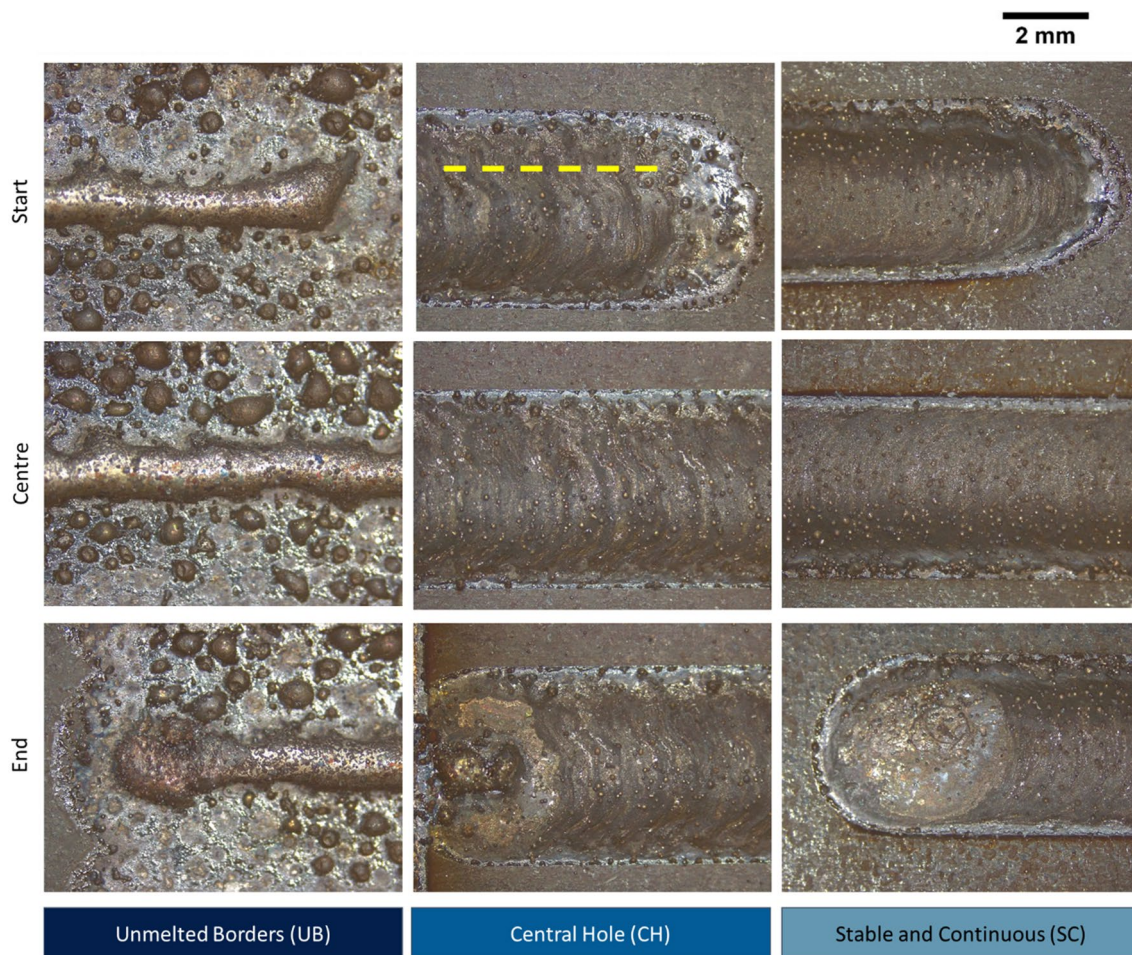 2 mm
Start
Centre
End
Unmelted Borders (UB)
Central Hole (CH)
Stable and Continuous (SC)